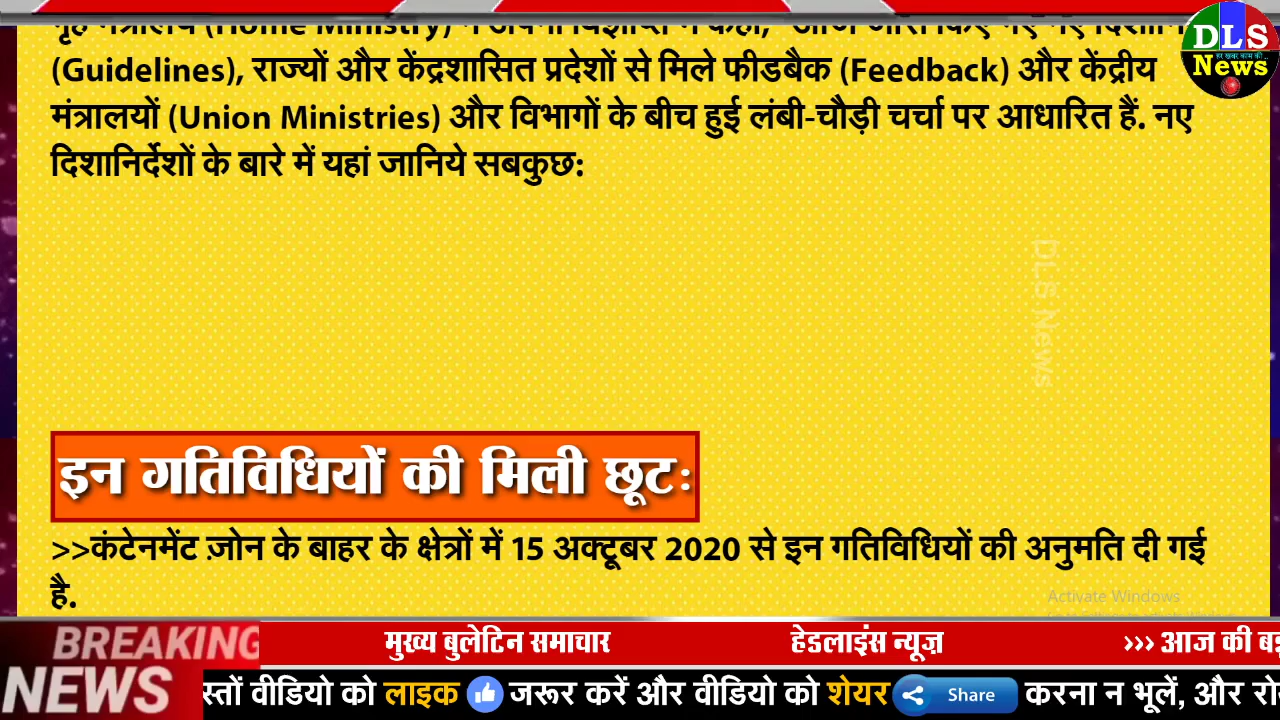 (Home Ministry)
(Guidelines), राज्यों और केंद्रशासित प्रदेशों से मिले फीडबैक (Feedback) और केंद्रीय
मंत्रालयों (Union Ministries) और विभागों के बीच हुई लंबी-चौड़ी चर्चा पर आधारित हैं. नए
दिशानिर्देशों के बारे में यहां जानिये सबकुछ:
DLS
News
DLS News
इन गतिविधियों की मिली छूट:
>>कंटेनमेंट ज़ोन के बाहर के क्षेत्रों में 15 अक्टूबर 2020 से इन गतिविधियों की अनुमति दी गई
है.
Activate Windows
BREAKING
NEWS
मुख्य बुलेटिन समाचार हेडलाइंस न्यूज़ ››› आज की
वीडियो को लाइक जरूर करें और वीडियो को शेयर Share करना न भूलें, और